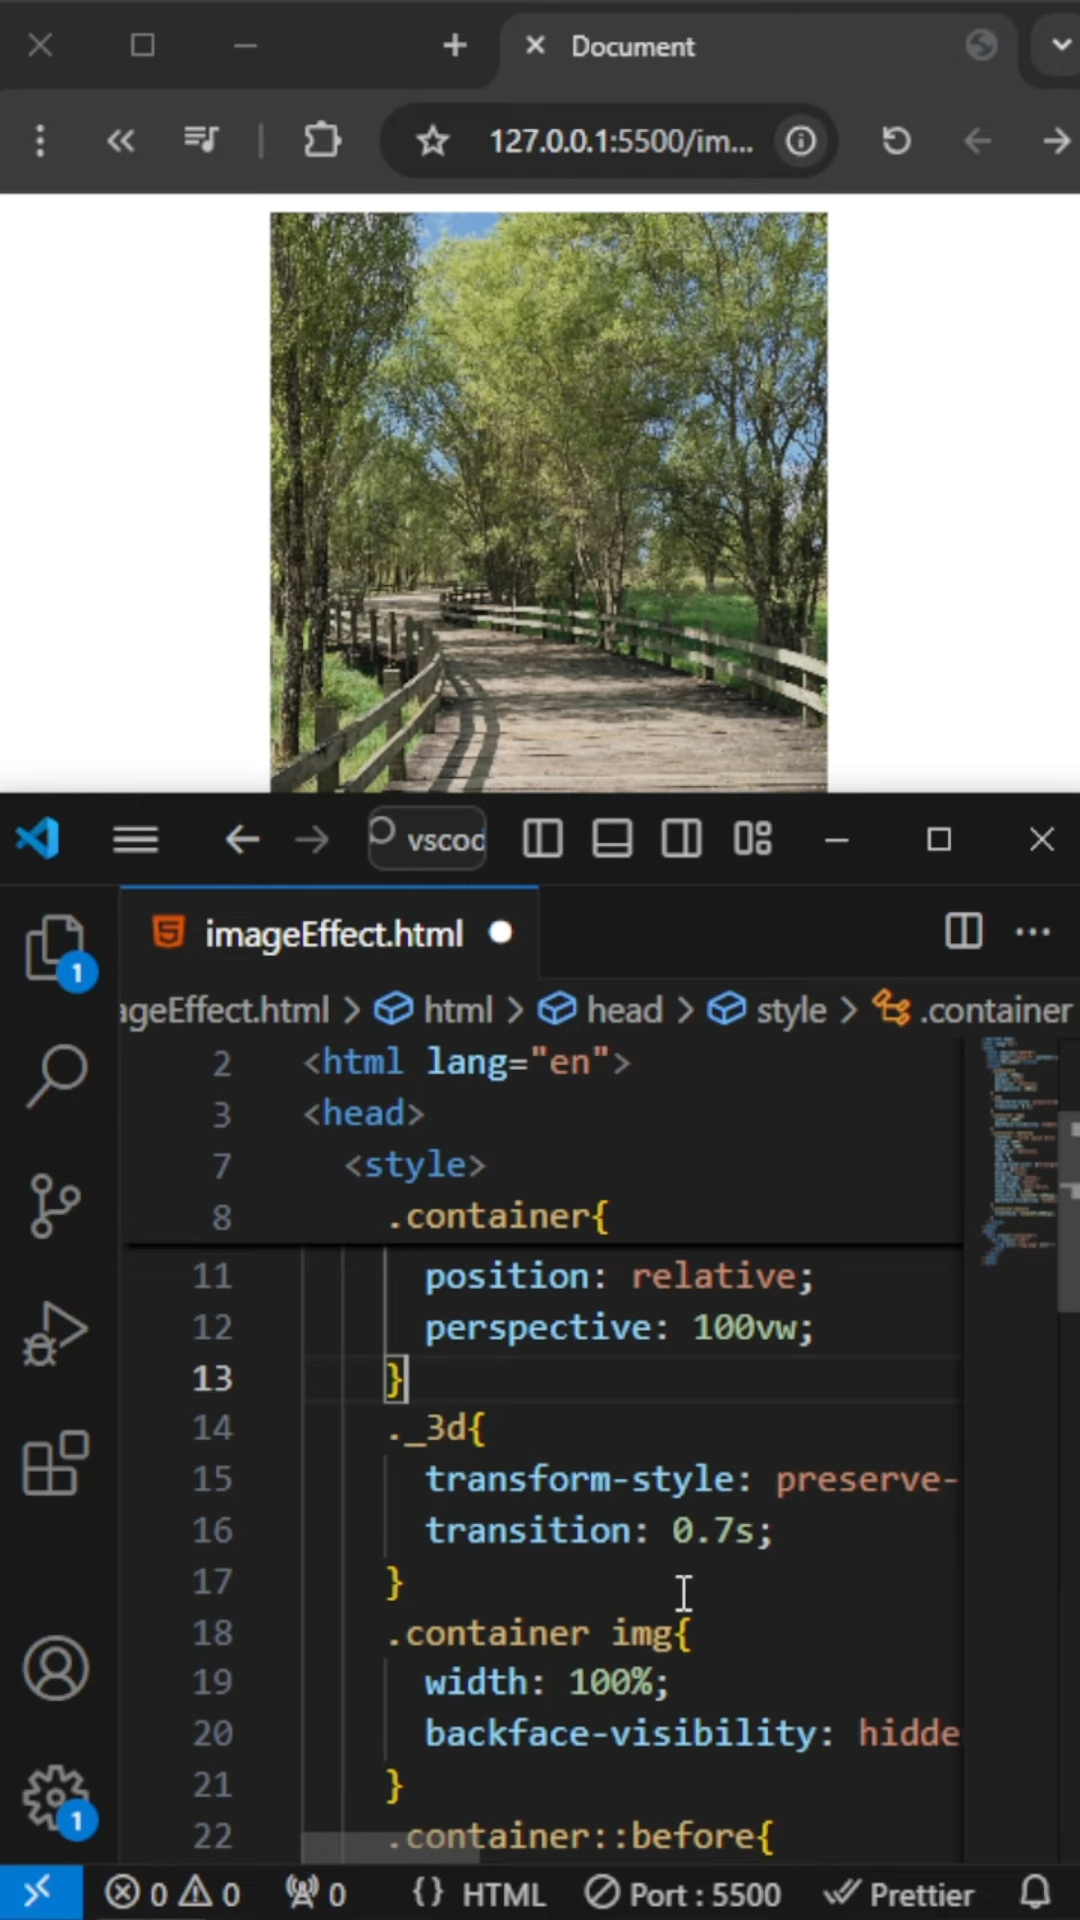 Document
127.0.0.1:5500/im...
vscod
imageEffect.html
1
ageEffect.html > html > head > style > .container
2 <html lang="en">
3 <head>
7 <style>
8 .container{
11 position: relative;
12 perspective: 100vw;
13 }
14 ._3d{
15 transform-style: preserve-
16 transition: 0.7s;
17 }
18 .container img{
19 width: 100%;
20 backface-visibility: hidde
21 }
22 .container::before{
1
0 0 0 {} HTML Port : 5500 Prettier